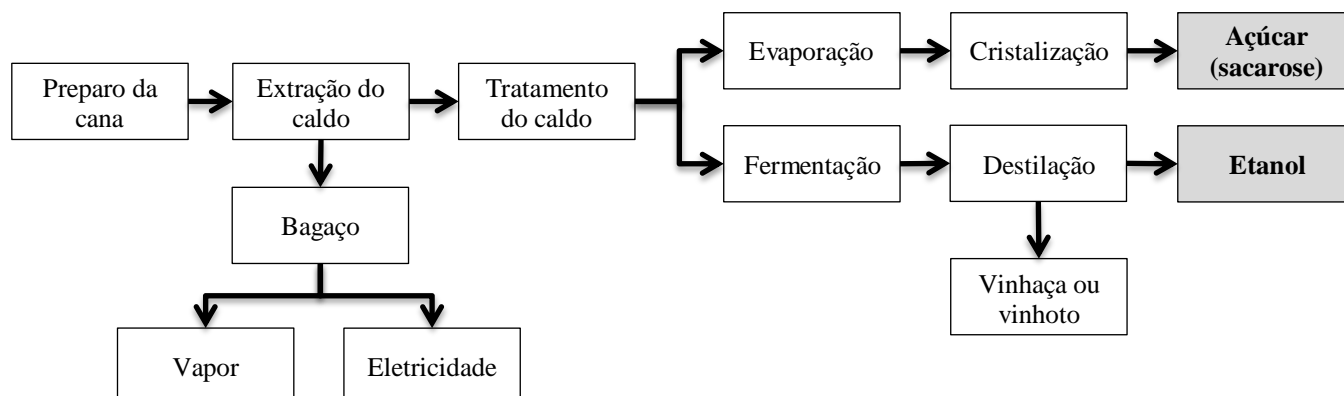 Preparo da
cana
Extração do
caldo
Tratamento
do caldo
Evaporação
Cristalização
Açúcar
(sacarose)
Fermentação
Destilação
Etanol
Bagaço
Vinhaça ou
vinhoto
Vapor
Eletricidade